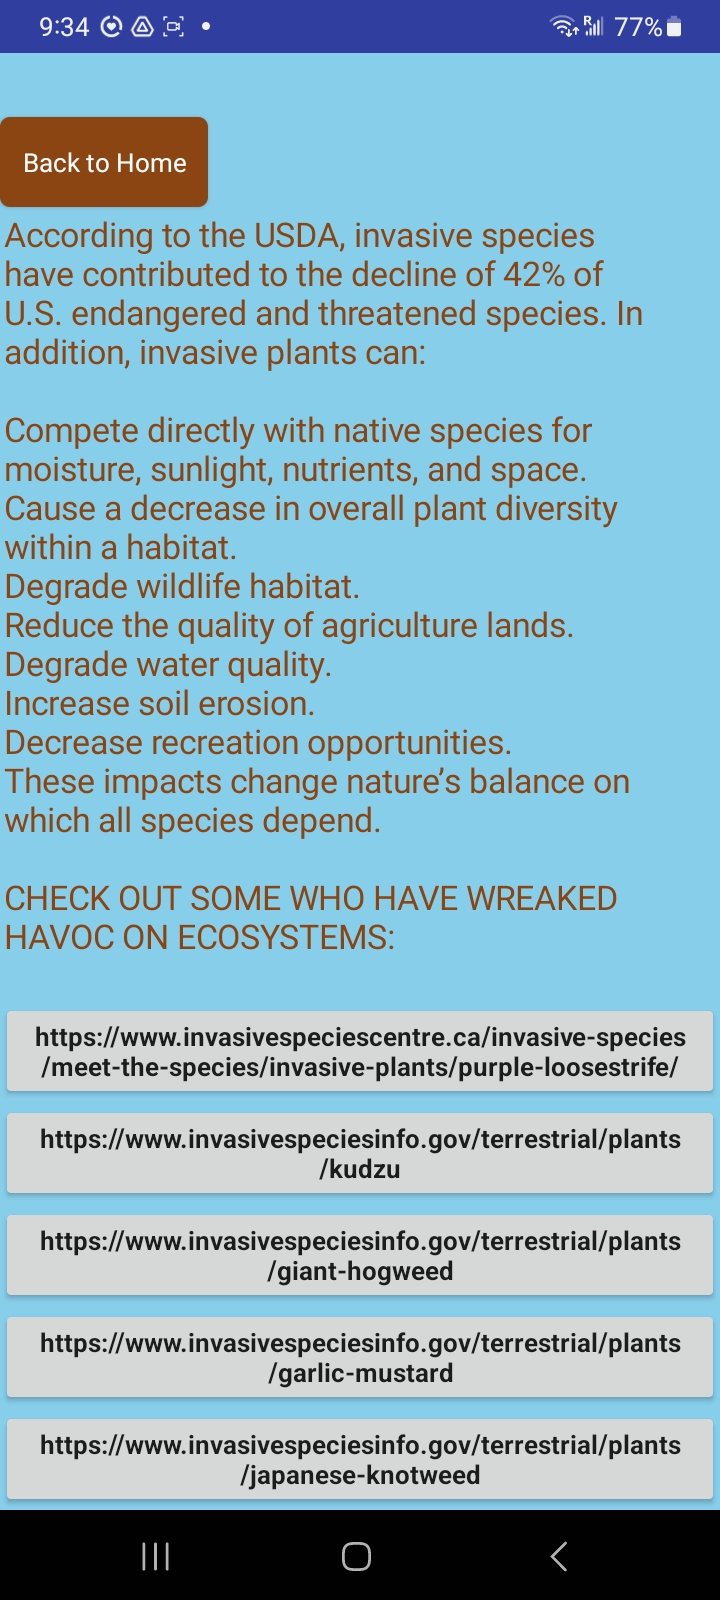 9:34
R 77%
Back to Home
According to the USDA, invasive species
have contributed to the decline of 42% of
U.S. endangered and threatened species. In
addition, invasive plants can:
Compete directly with native species for
moisture, sunlight, nutrients, and space.
Cause a decrease in overall plant diversity
within a habitat.
Degrade wildlife habitat.
Reduce the quality of agriculture lands.
Degrade water quality.
Increase soil erosion.
Decrease recreation opportunities.
These impacts change nature’s balance on
which all species depend.
CHECK OUT SOME WHO HAVE WREAKED
HAVOC ON ECOSYSTEMS:
https://www.invasivespeciescentre.ca/invasive-species
/meet-the-species/invasive-plants/purple-loosestrife/
https://www.invasivespeciesinfo.gov/terrestrial/plants
/kudzu
https://www.invasivespeciesinfo.gov/terrestrial/plants
/giant-hogweed
https://www.invasivespeciesinfo.gov/terrestrial/plants
/garlic-mustard
https://www.invasivespeciesinfo.gov/terrestrial/plants
/japanese-knotweed